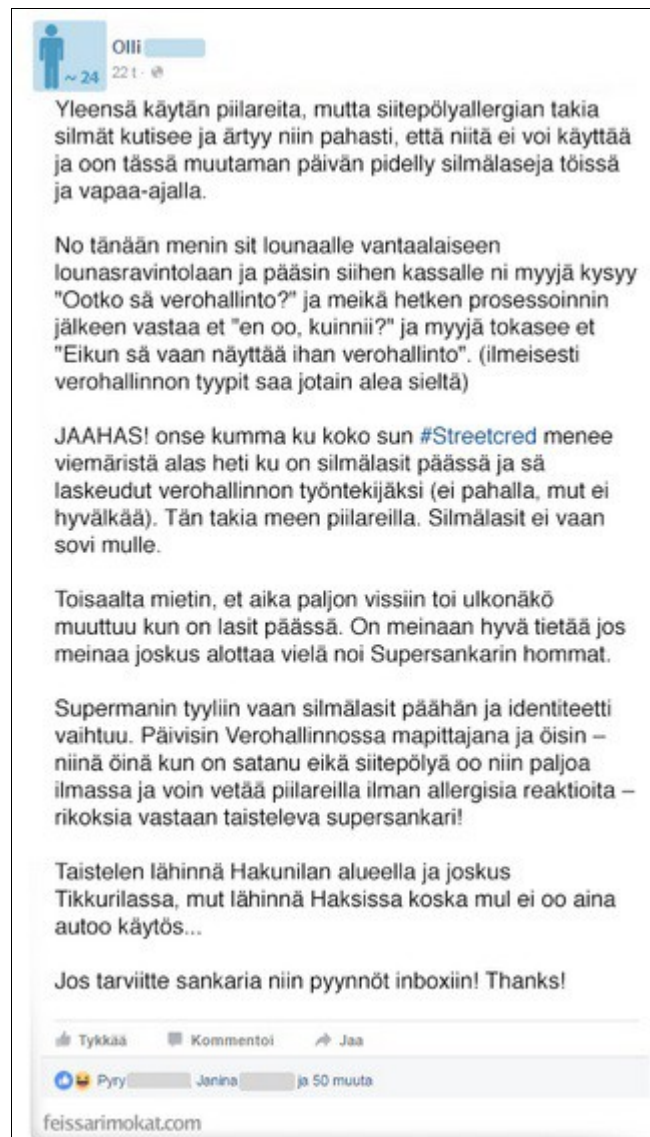 Olli
~ 24
22 t ·
Yleensä käytän piilareita, mutta siitepölyallergian takia
silmät kutisee ja ärtyy niin pahasti, että niitä ei voi käyttää
ja oon tässä muutaman päivän pidelly silmälaseja töissä
ja vapaa-ajalla.
No tänään menin sit lounaalle vantaalaiseen
lounasravintolaan ja pääsin siihen kassalle ni myyjä kysyy
"Ootko sä verohallinto?" ja meikä hetken prosessoinnin
jälkeen vastaa et "en oo, kuinnii?" ja myyjä tokasee et
"Eikun sä vaan näyttää ihan verohallinto". (ilmeisesti
verohallinnon tyypit saa jotain alea sieltä)
JAAHAS! onse kumma ku koko sun #Streetcred menee
viemäristä alas heti ku on silmälasit päässä ja sä
laskeudut verohallinnon työntekijäksi (ei pahalla, mut ei
hyvälkää). Tän takia meen piilareilla. Silmälasit ei vaan
sovi mulle.
Toisaalta mietin, et aika paljon vissiin toi ulkonäkö
muuttuu kun on lasit päässä. On meinaan hyvä tietää jos
meinaa joskus alottaa vielä noi Supersankarin hommat.
Supermanin tyyliin vaan silmälasit päähän ja identiteetti
vaihtuu. Päivisin Verohallinnossa mapittajana ja öisin –
niinä öinä kun on satanu eikä siitepölyä oo niin paljoa
ilmassa ja voin vetää piilareilla ilman allergisia reaktioita –
rikoksia vastaan taisteleva supersankari!
Taistelen lähinnä Hakunilan alueella ja joskus
Tikkurilassa, mut lähinnä Haksissa koska mul ei oo aina
autoo käytös...
Jos tarviitte sankaria niin pyynnöt inboxiin! Thanks!
Tykkää Kommentoi Jaa
Pyry Janina ja 50 muuta
feissarimokat.com